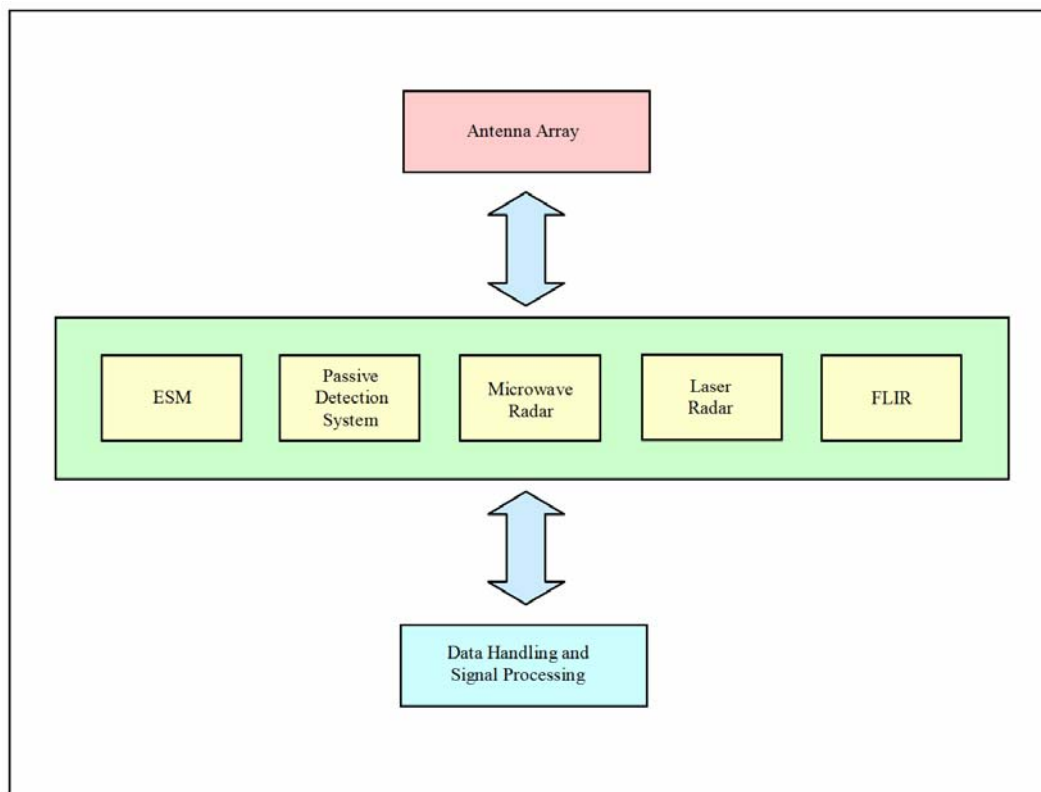 Antenna Array
ESM
Passive
Detection
System
Microwave
Radar
Laser
Radar
FLIR
Data Handling and
Signal Processing